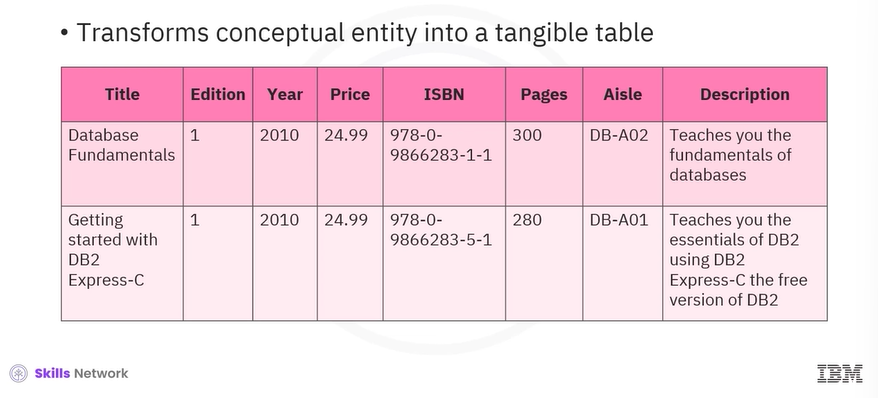 • Transforms conceptual entity into a tangible table
Title Edition Year Price ISBN Pages Aisle Description
Database
Fundamentals
1
2010
24.99
978-0-
9866283-1-1
300
DB-A02
Teaches you the
fundamentals of
databases
Getting
started with
DB2
Express-C
1
2010
24.99
978-0-
9866283-5-1
280
DB-A01
Teaches you the
essentials of DB2
using DB2
Express-C the free
version of DB2
Skills Network
IBM